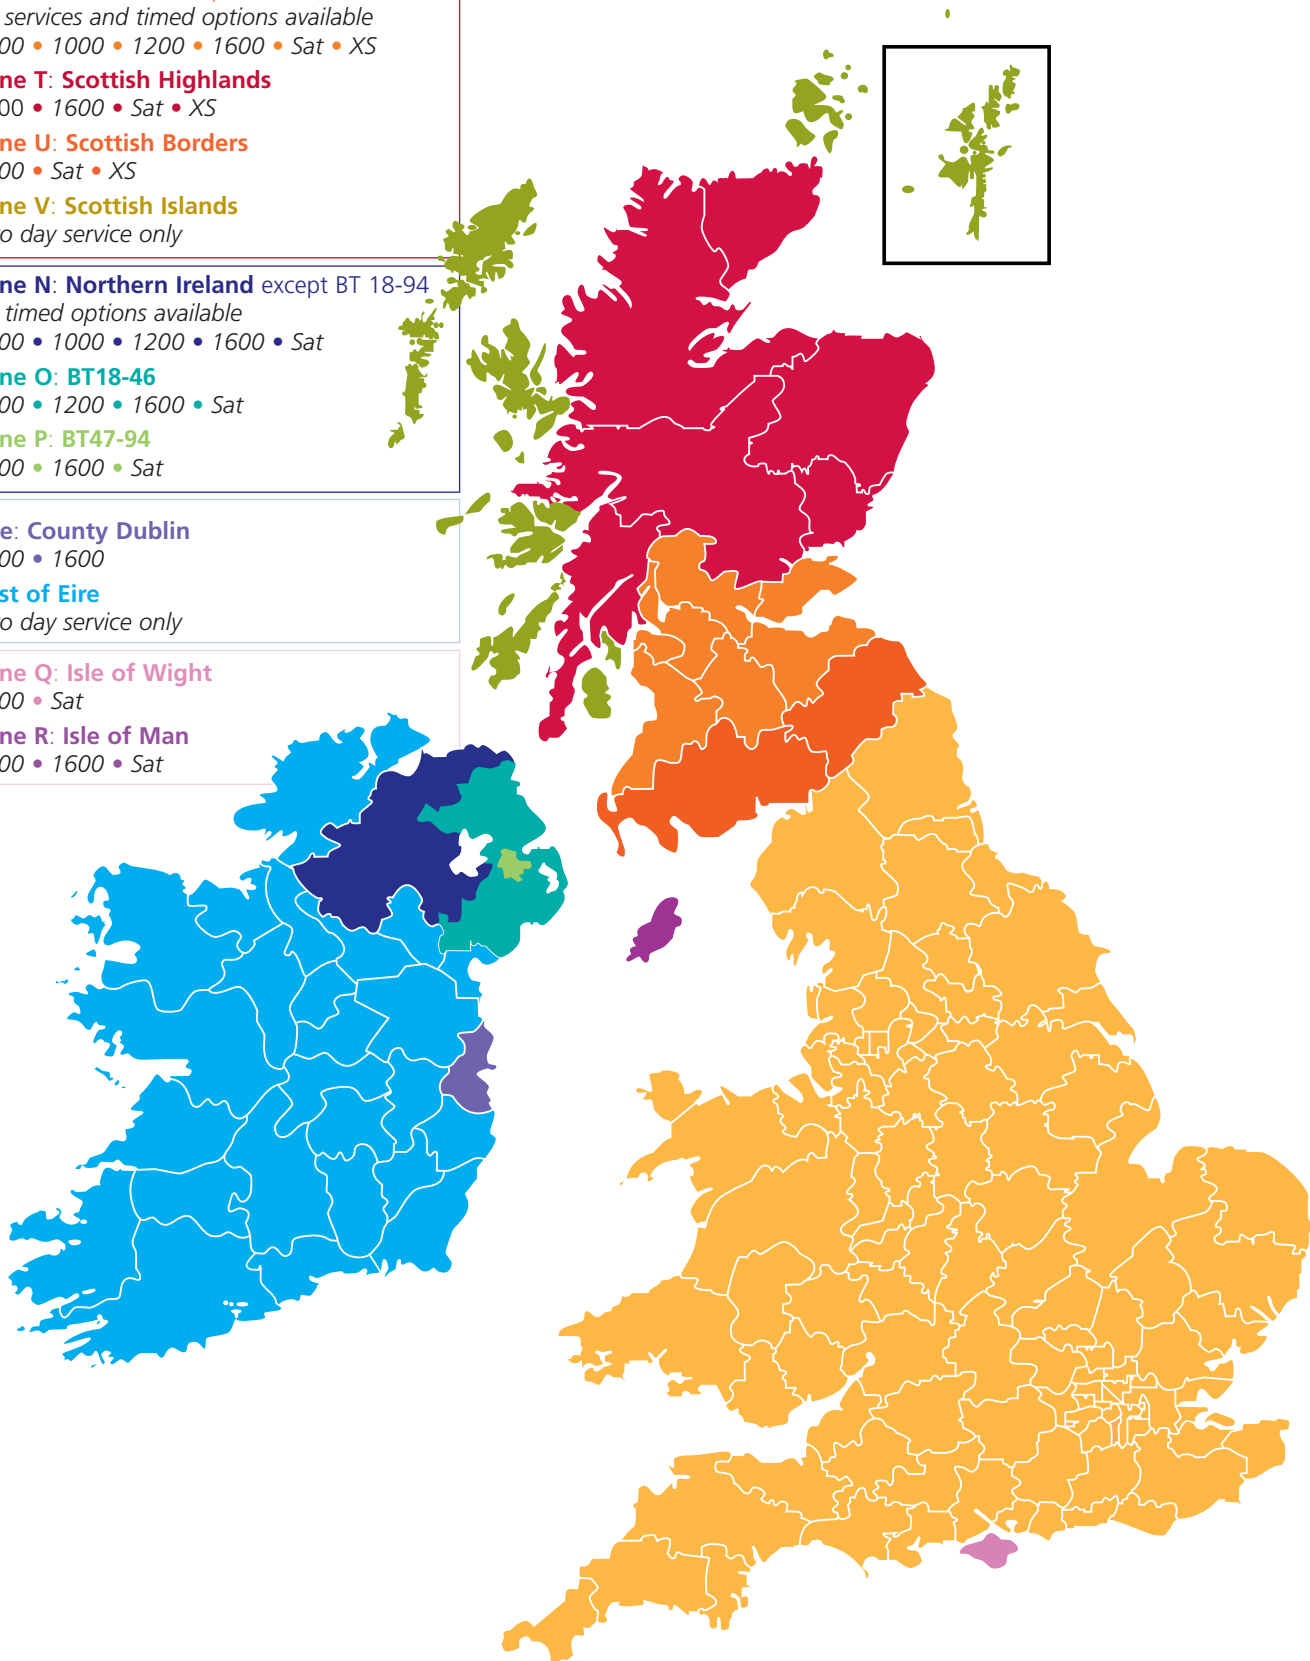 services and timed options available
00 • 1000 • 1200 • 1600 • Sat • XS
ne T: Scottish Highlands
00 • 1600 • Sat • XS
ne U: Scottish Borders
00 • Sat • XS
ne V: Scottish Islands
o day service only
ne N: Northern Ireland except BT 18-94
timed options available
00 • 1000 • 1200 • 1600 • Sat
ne O: BT18-46
00 • 1200 • 1600 • Sat
ne P: BT47-94
00 • 1600 • Sat
e: County Dublin
00 • 1600
st of Eire
o day service only
ne Q: Isle of Wight
00 • Sat
ne R: Isle of Man
00 • 1600 • Sat